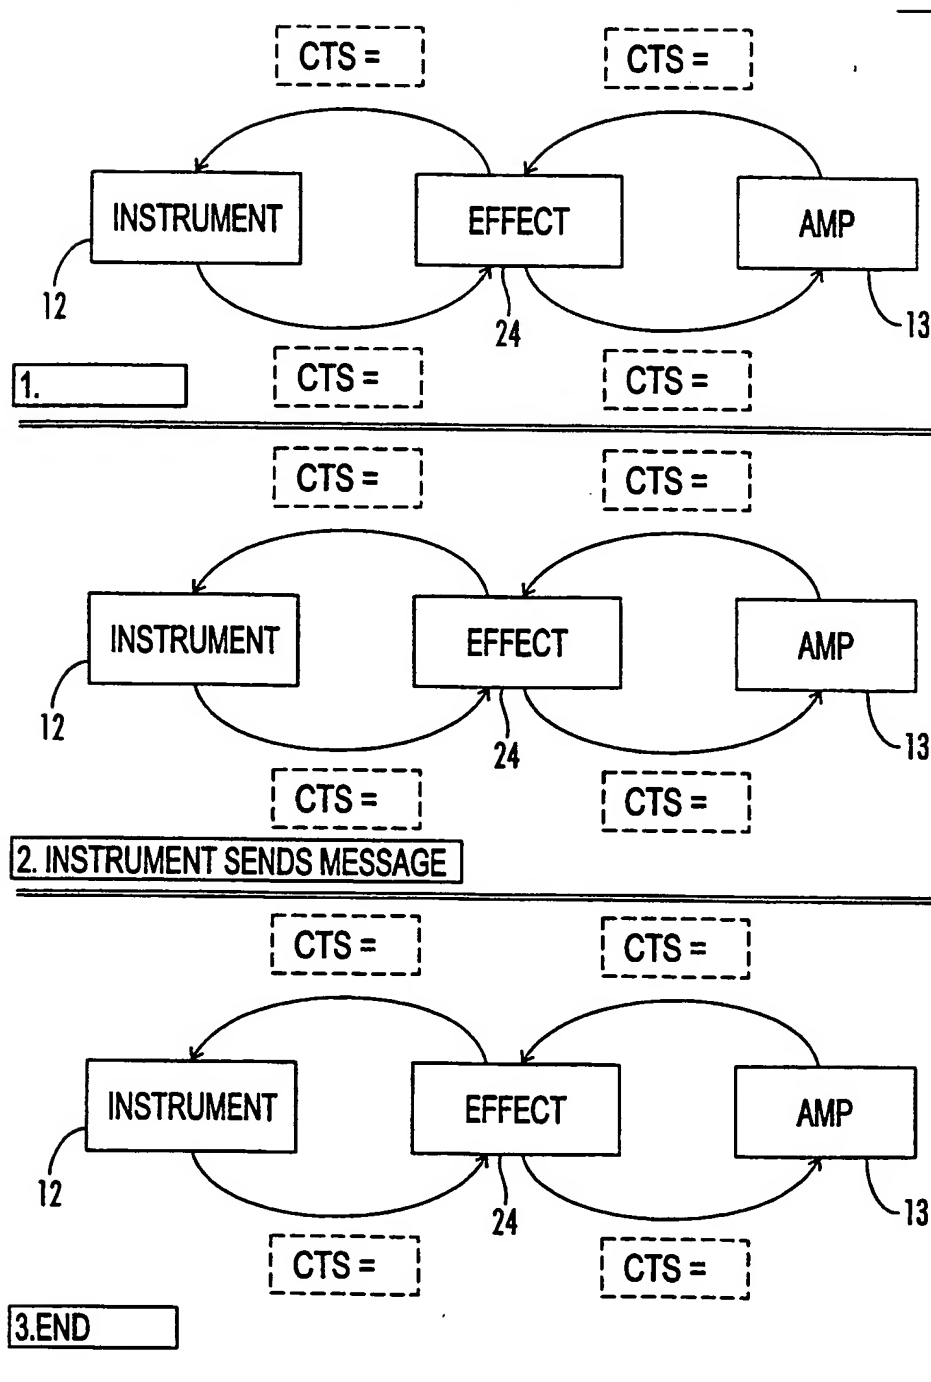 CTS = CTS =
INSTRUMENT EFFECT AMP
12 24 13
1. CTS = CTS =
CTS = CTS =
INSTRUMENT EFFECT AMP
12 24 13
CTS = CTS =
2. INSTRUMENT SENDS MESSAGE
CTS = CTS =
INSTRUMENT EFFECT AMP
12 24 13
CTS = CTS =
3.END